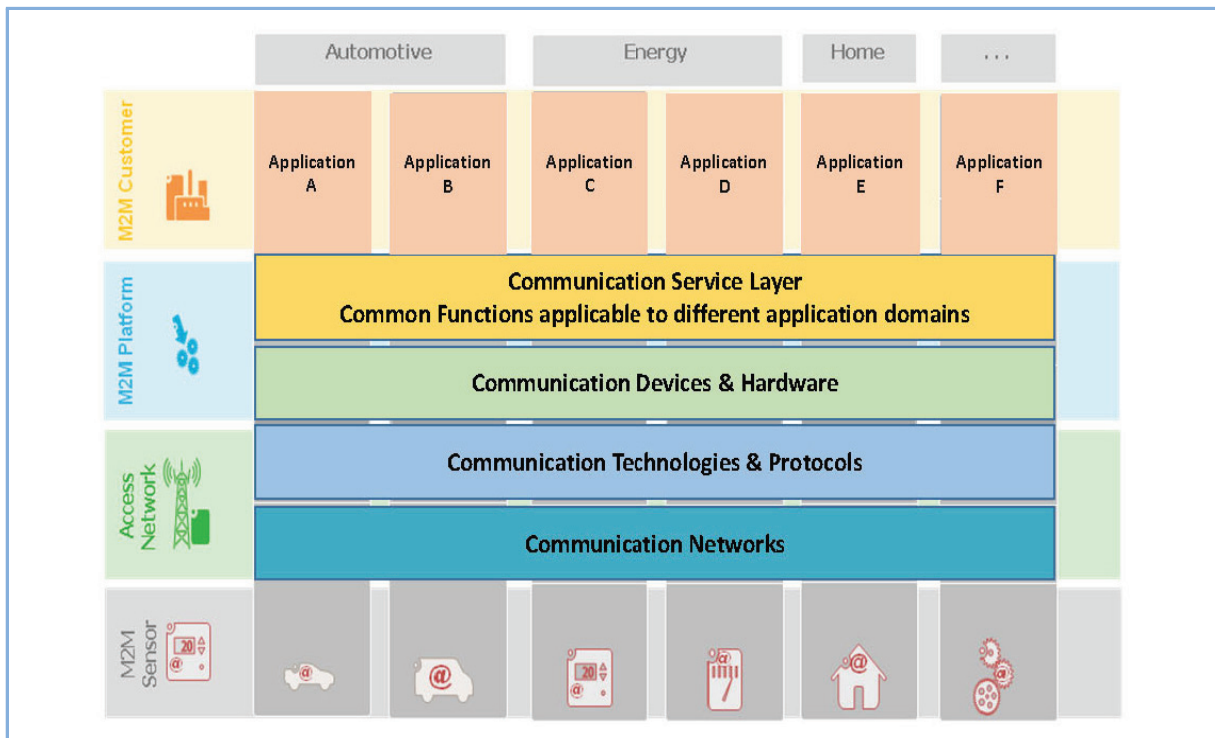 Automotive
Energy
Home
...
M2M Customer
Application
A
Application
B
Application
C
Application
D
Application
E
Application
F
M2M Platform
Communication Service Layer
Common Functions applicable to different application domains
Communication Devices & Hardware
Access
Network
Communication Technologies & Protocols
Communication Networks
M2M
Sensor
20
@
@
@
20
@
@
@
@